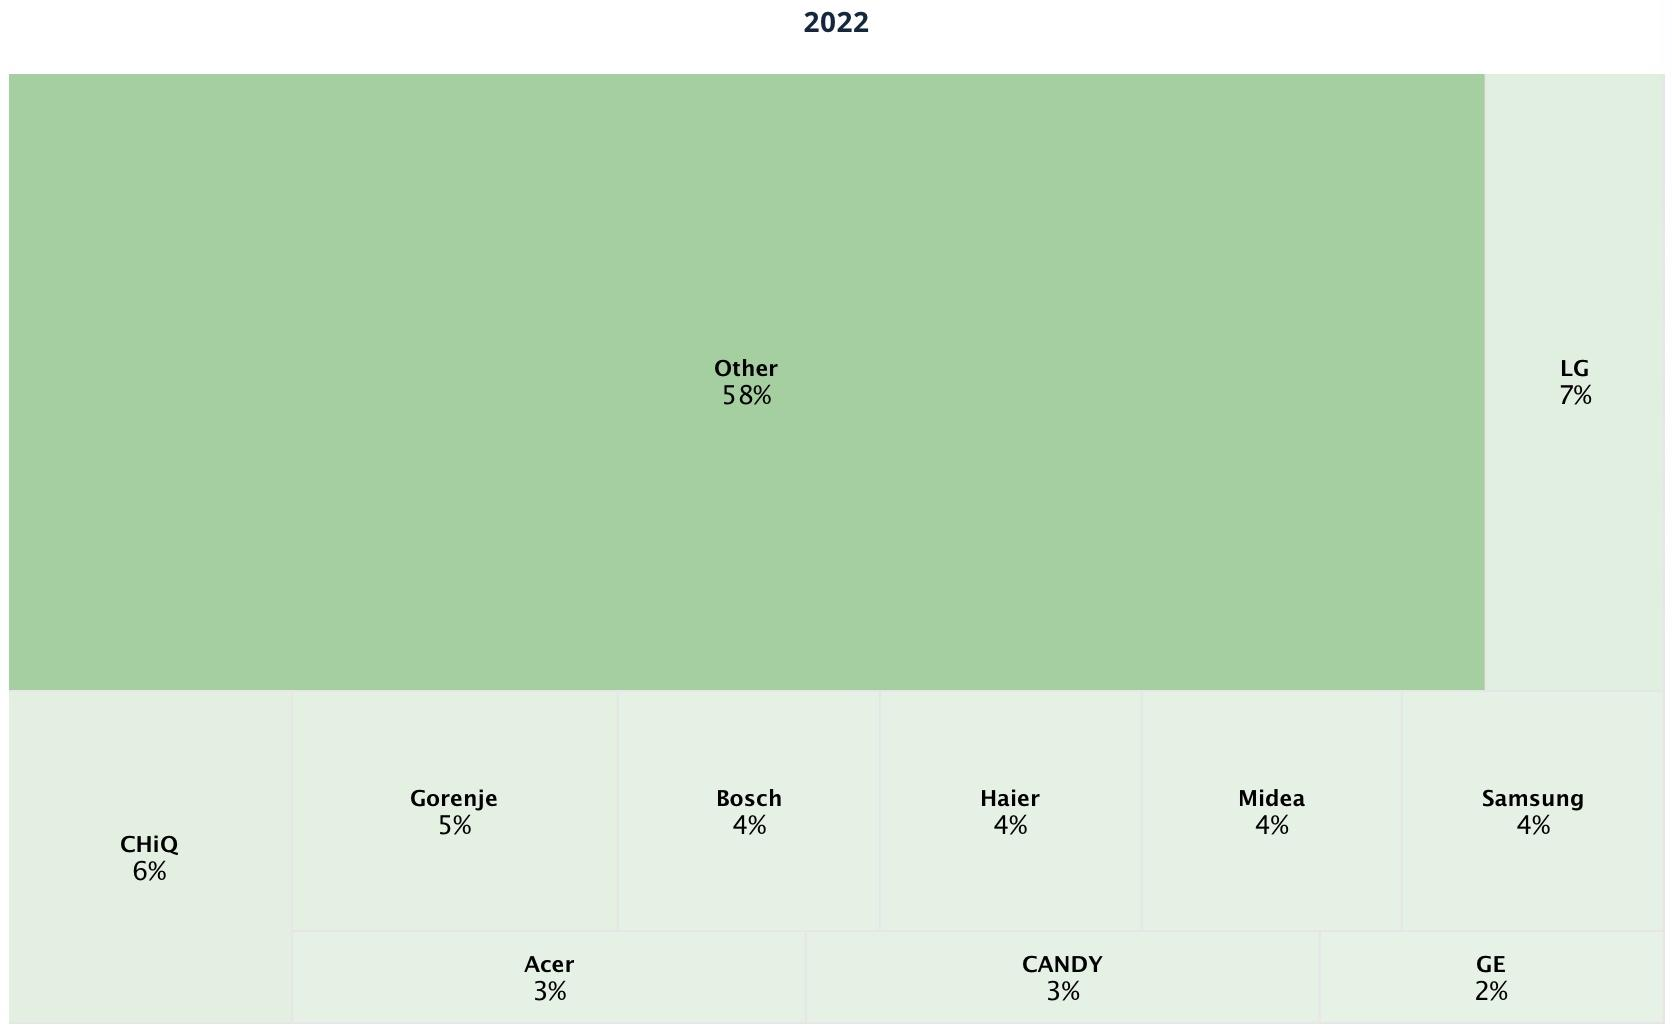 2022
Other
58%
LG
7%
CHiQ
6%
Gorenje
5%
Bosch
4%
Haier
4%
Midea
4%
Samsung
4%
Acer
3%
CANDY
3%
GE
2%